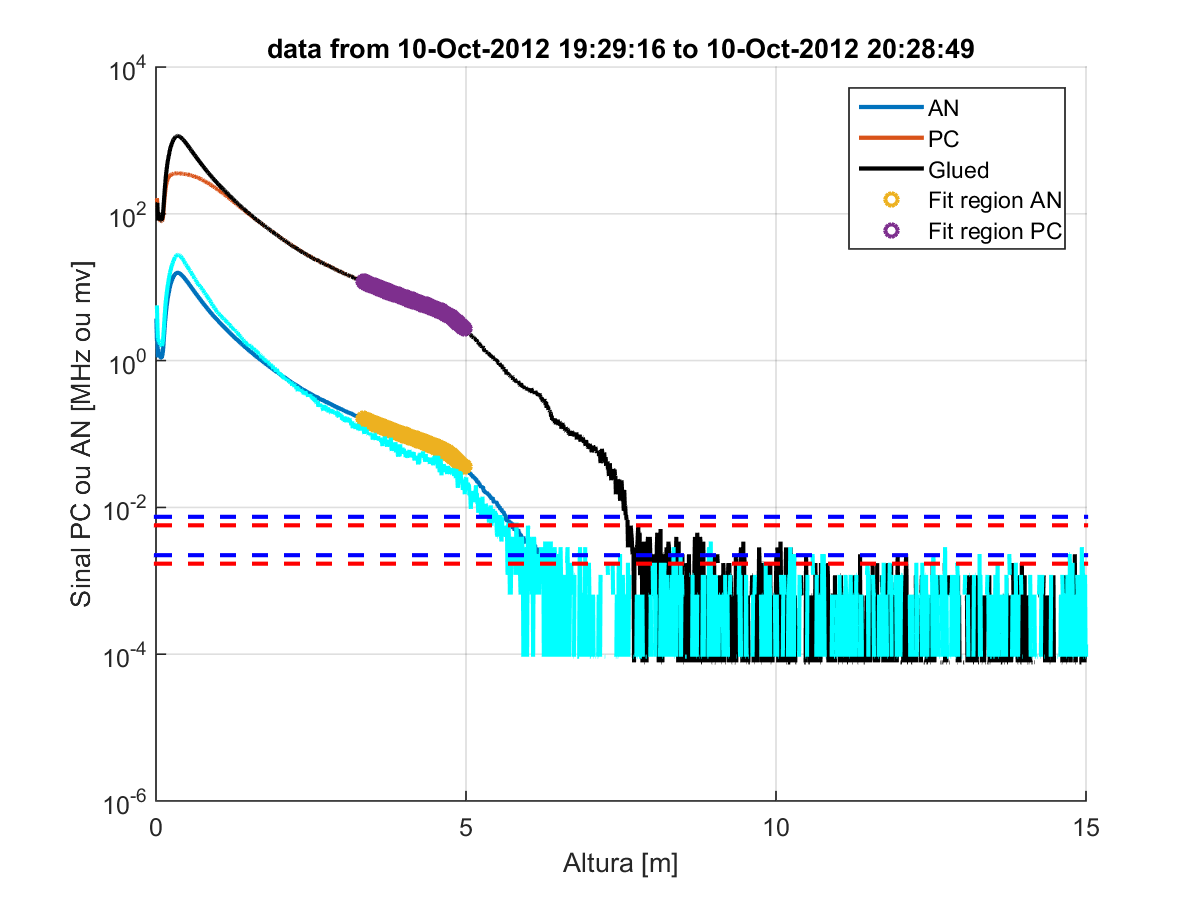 data from 10-Oct-2012 19:29:16 to 10-Oct-2012 20:28:49
10^4
10^2
10^0
10^-2
10^-4
10^-6
Sinal PC ou AN [MHz ou mv]
AN
PC
Glued
Fit region AN
Fit region PC
0
5
10
15
Altura [m]